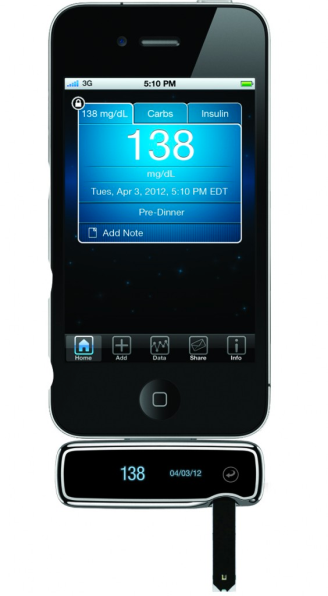 3G 5:10 PM
138 mg/dL Carbs Insulin
138
mg/dL
Tues, Apr 3, 2012, 5:10 PM EDT
Pre-Dinner
Add Note
Home Add Data Share Info
138 04/03/12